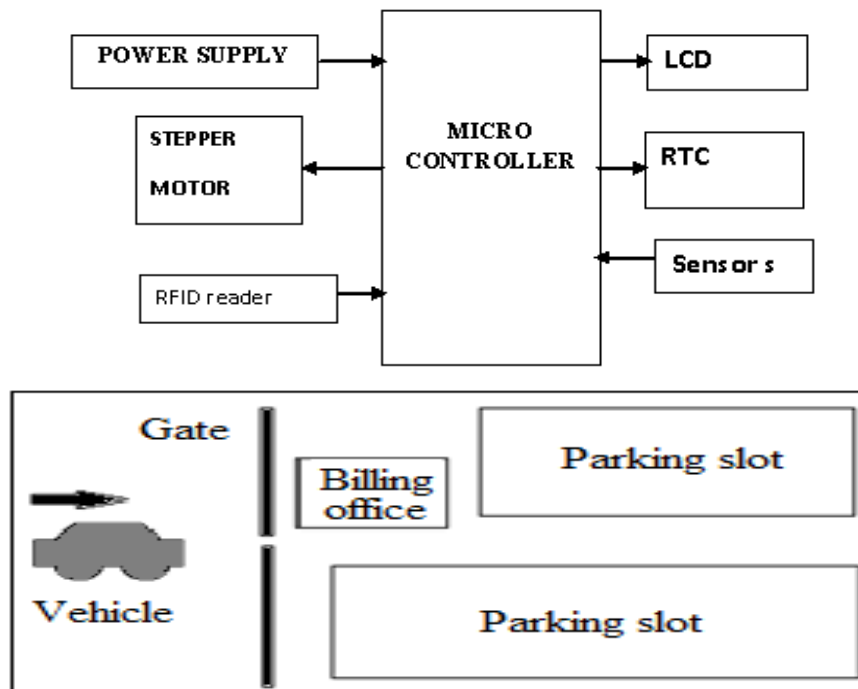 POWER SUPPLY
LCD
STEPPER
MOTOR
MICRO
CONTROLLER
RTC
RFID reader
Sensors
Gate
Parking slot
Billing
office
Vehicle
Parking slot